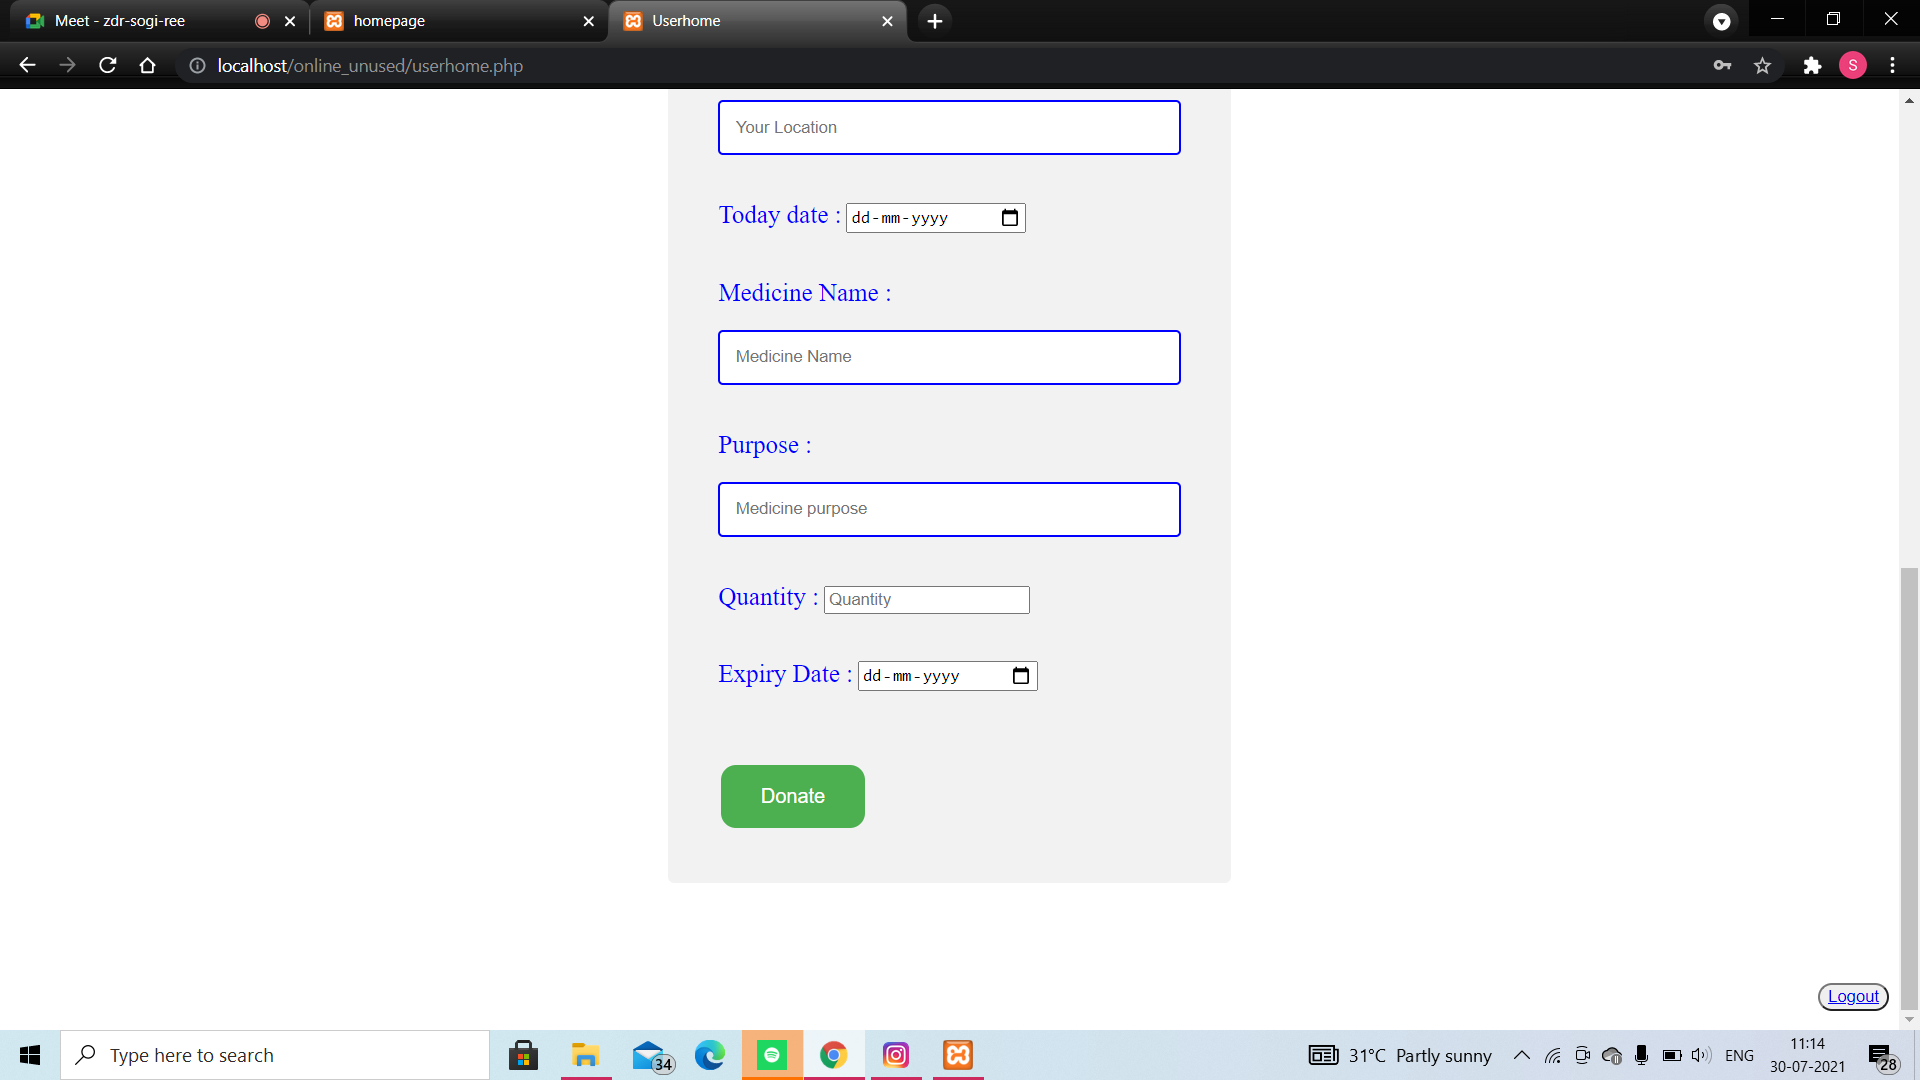 Meet - zdr-sogi-ree
homepage
Userhome
localhost/online_unused/userhome.php
S
Your Location
Today date : dd-mm-yyyy
Medicine Name :
Medicine Name
Purpose :
Medicine purpose
Quantity : Quantity
Expiry Date : dd-mm-yyyy
Donate
Logout
Type here to search
34
31°C Partly sunny
ENG
11:14
30-07-2021
28